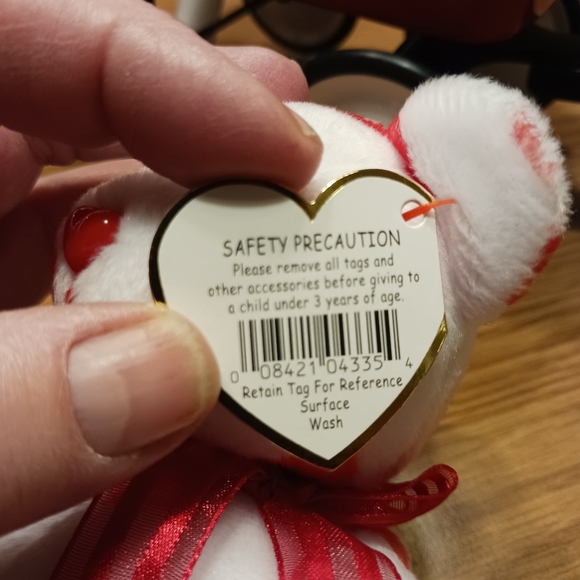 SAFETY PRECAUTION
Please remove all tags and
other accessories before giving to
a child under 3 years of age.
0 08421 04335 4
Retain Tag For Reference
Surface
Wash